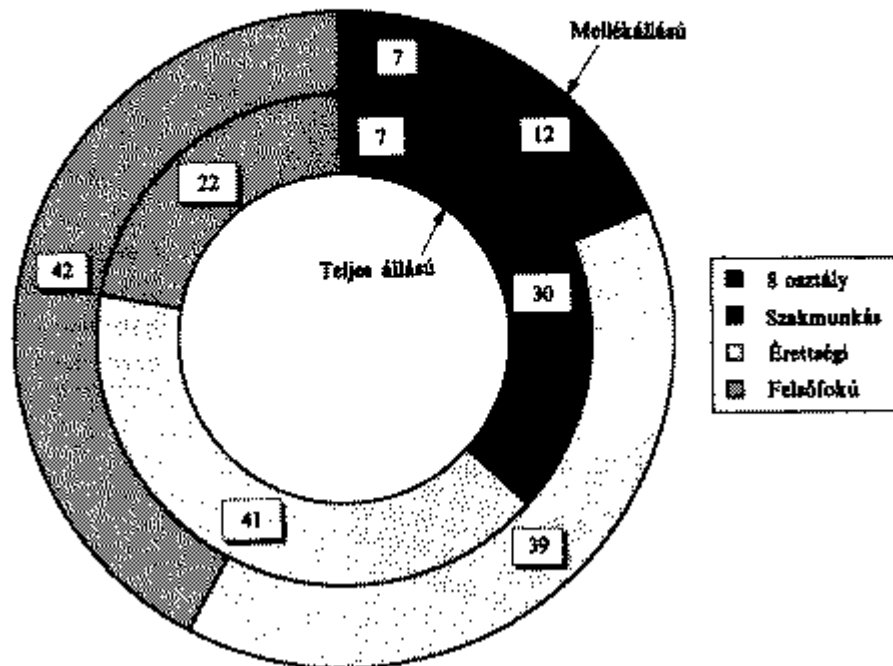 Mellékállású
7
12
7
22
Teljes állású
42
30
8 osztály
Szakmunkás
Érettségi
Felsőfokú
41
39